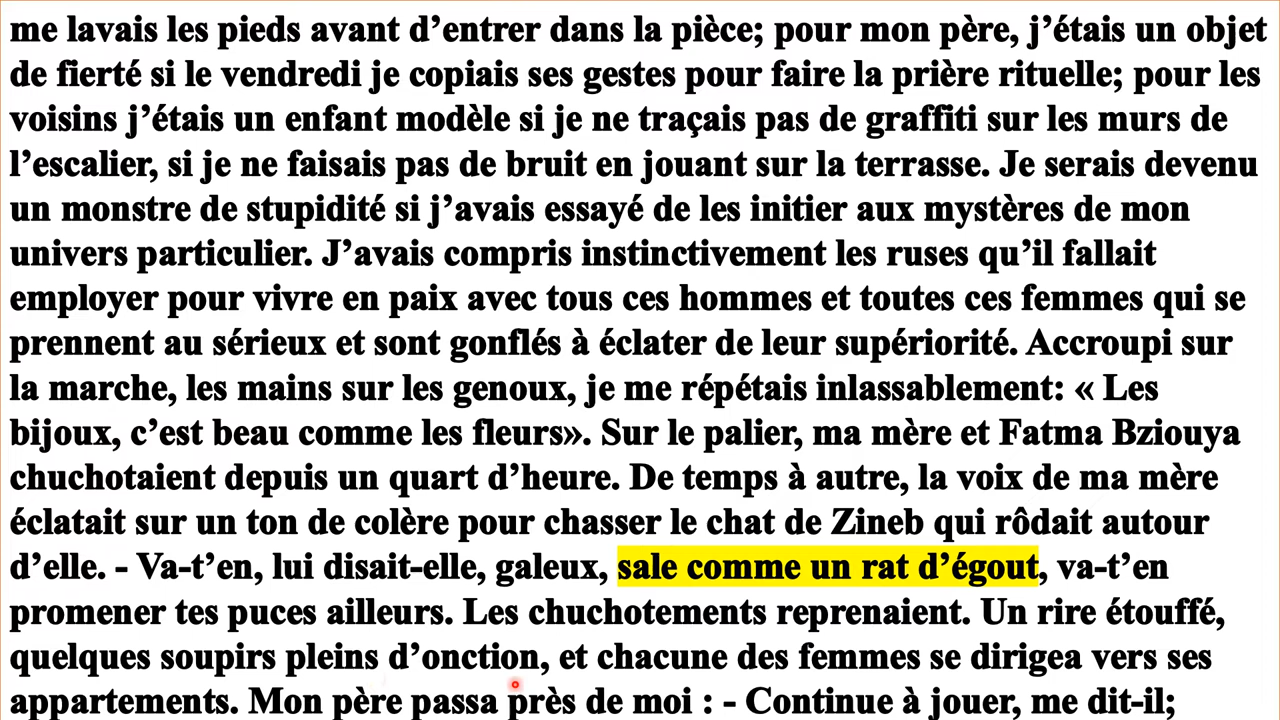 me lavais les pieds avant d’entrer dans la pièce; pour mon père, j’étais un objet
de fierté si le vendredi je copiais ses gestes pour faire la prière rituelle; pour les
voisins j’étais un enfant modèle si je ne traçais pas de graffiti sur les murs de
l’escalier, si je ne faisais pas de bruit en jouant sur la terrasse. Je serais devenu
un monstre de stupidité si j’avais essayé de les initier aux mystères de mon
univers particulier. J’avais compris instinctivement les ruses qu’il fallait
employer pour vivre en paix avec tous ces hommes et toutes ces femmes qui se
prennent au sérieux et sont gonflés à éclater de leur supériorité. Accroupi sur
la marche, les mains sur les genoux, je me répétais inlassablement: « Les
bijoux, c’est beau comme les fleurs». Sur le palier, ma mère et Fatma Bziouya
chuchotaient depuis un quart d’heure. De temps à autre, la voix de ma mère
éclatait sur un ton de colère pour chasser le chat de Zineb qui rôdait autour
d’elle. - Va-t’en, lui disait-elle, galeux, sale comme un rat d’égout, va-t’en
promener tes puces ailleurs. Les chuchotements reprenaient. Un rire étouffé,
quelques soupirs pleins d’onction, et chacune des femmes se dirigea vers ses
appartements. Mon père passa près de moi : - Continue à jouer, me dit-il;